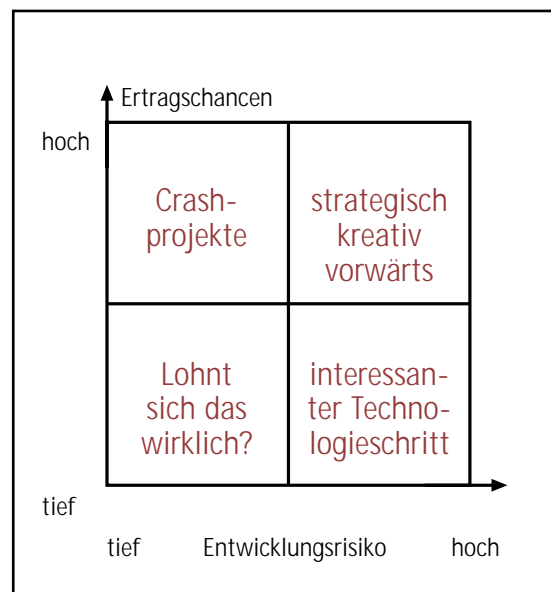 Ertragschancen
hoch
Crash-
projekte
strategisch
kreativ
vorwärts
Lohnt
sich das
wirklich?
interessan-
ter Techno-
logieschritt
tief
tief Entwicklungsrisiko hoch